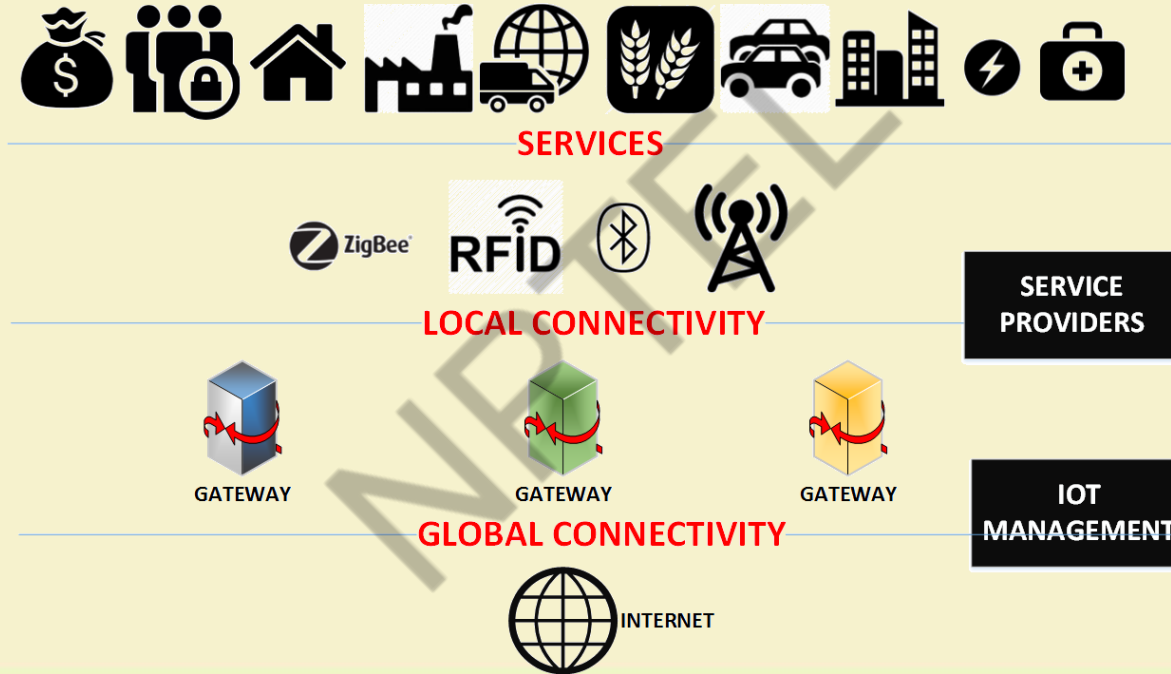 $
SERVICES
ZigBee
RFiD
LOCAL CONNECTIVITY
SERVICE
PROVIDERS
GATEWAY
GATEWAY
GATEWAY
IOT
MANAGEMENT
GLOBAL CONNECTIVITY
INTERNET
NPTEL